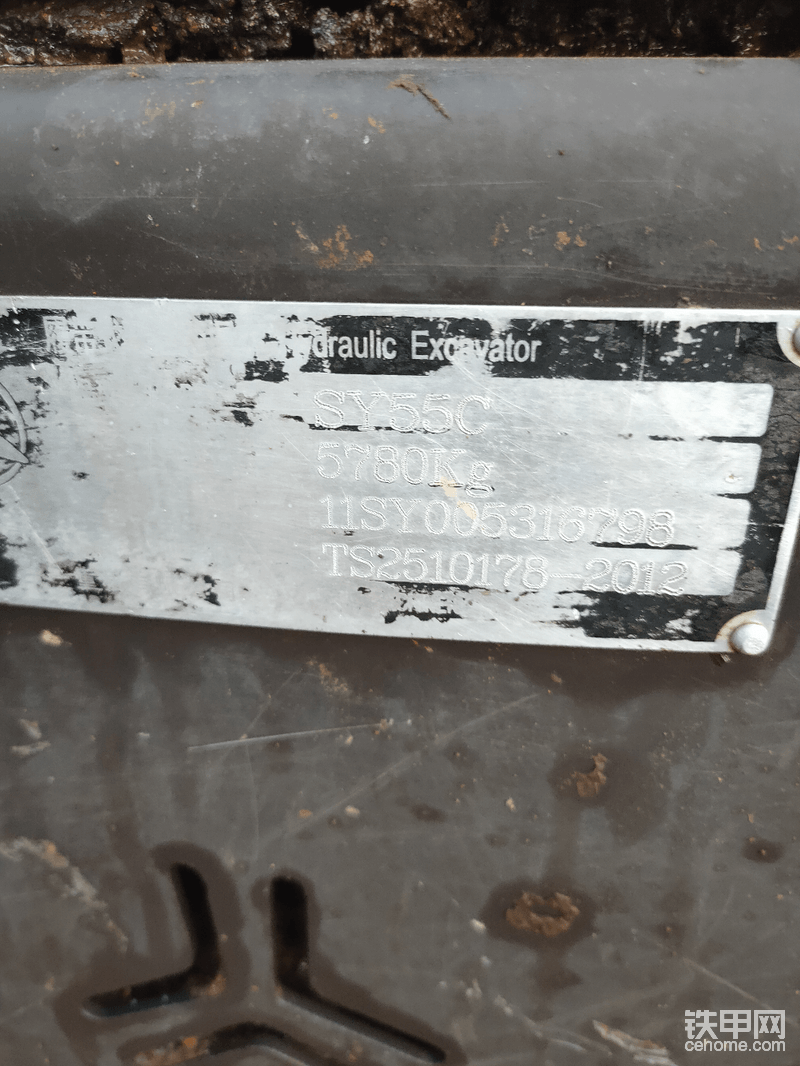 draulic Excavator
SY55C
5780Kg
11SY005316798
TS2510178-2012
铁甲网
cehome.com